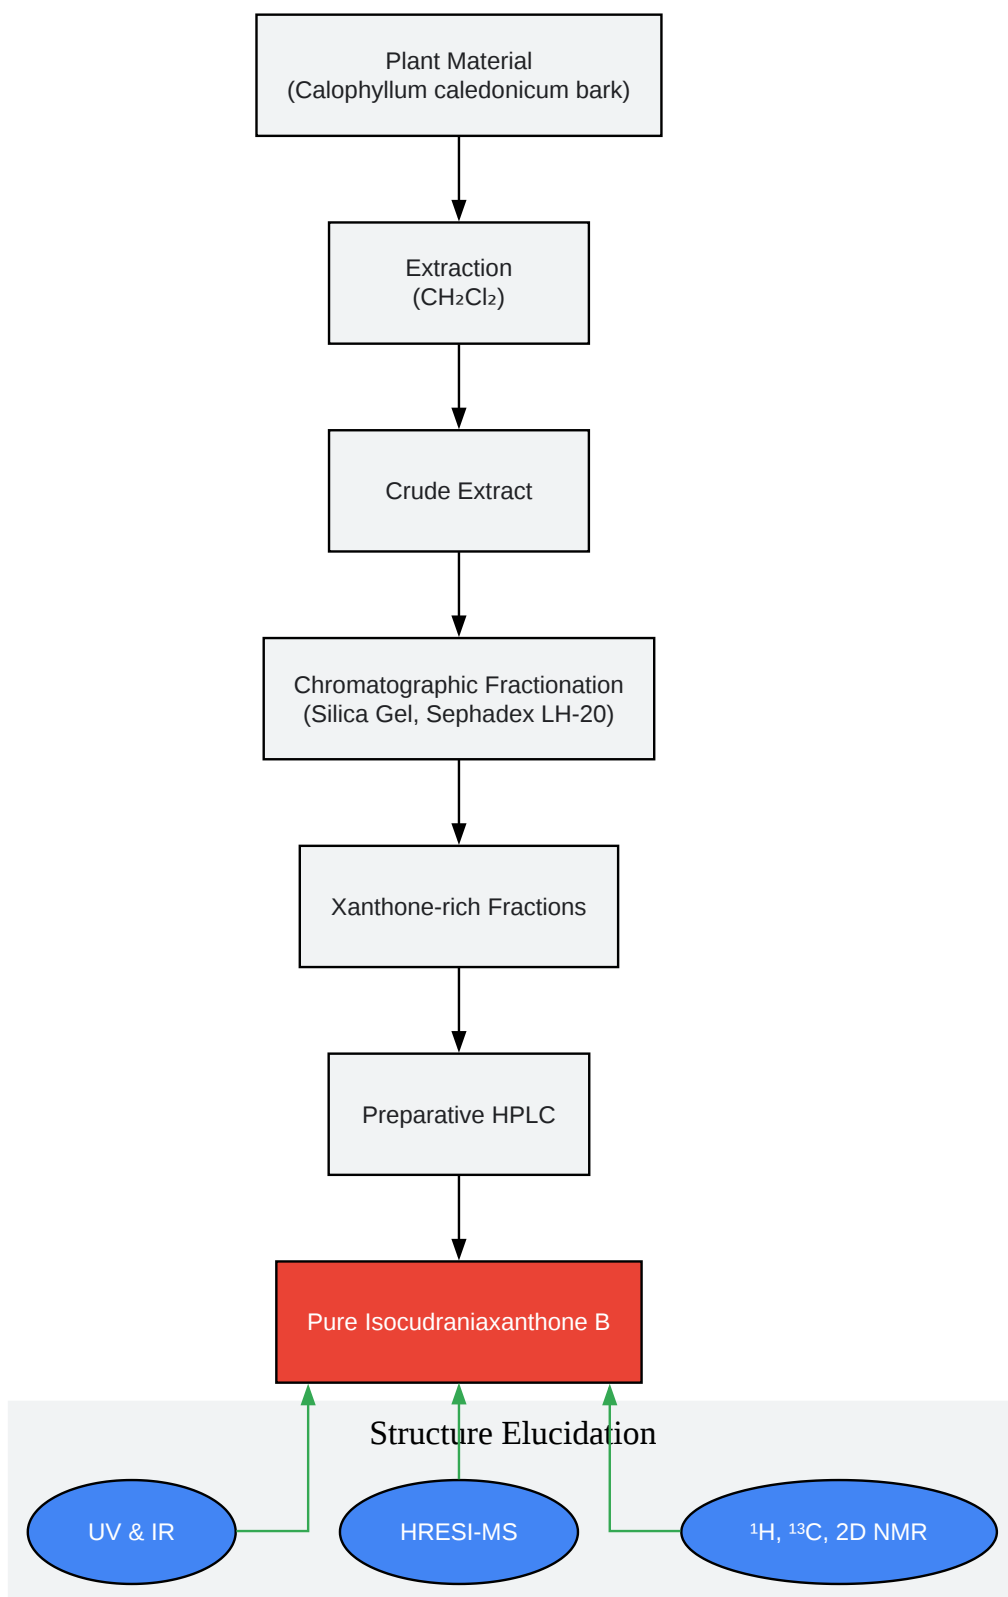 Plant Material
(Calophyllum caledonicum bark)
Extraction
(CH₂Cl₂)
Crude Extract
Chromatographic Fractionation
(Silica Gel, Sephadex LH-20)
Xanthone-rich Fractions
Preparative HPLC
Pure Isocudraniaxanthone B
Structure Elucidation
UV & IR
HRESI-MS
¹H, ¹³C, 2D NMR